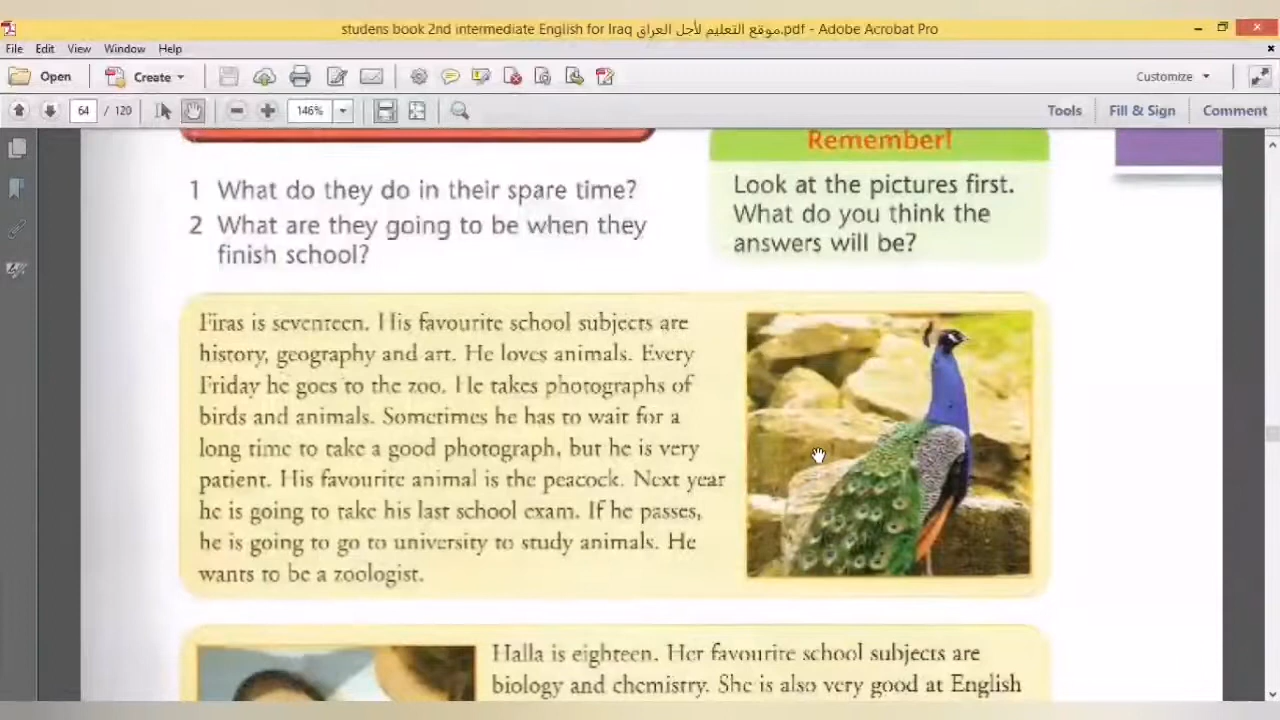 studens book 2nd intermediate English for Iraq موقع التعليم لأجل العراق.pdf - Adobe Acrobat Pro
File Edit View Window Help
Open Create Customize
64 / 120 146% Tools Fill & Sign Comment
Remember!
1 What do they do in their spare time?
2 What are they going to be when they
finish school?
Look at the pictures first.
What do you think the
answers will be?
Firas is seventeen. His favourite school subjects are
history, geography and art. He loves animals. Every
Friday he goes to the zoo. He takes photographs of
birds and animals. Sometimes he has to wait for a
long time to take a good photograph, but he is very
patient. His favourite animal is the peacock. Next year
he is going to take his last school exam. If he passes,
he is going to go to university to study animals. He
wants to be a zoologist.
Halla is eighteen. Her favourite school subjects are
biology and chemistry. She is also very good at English